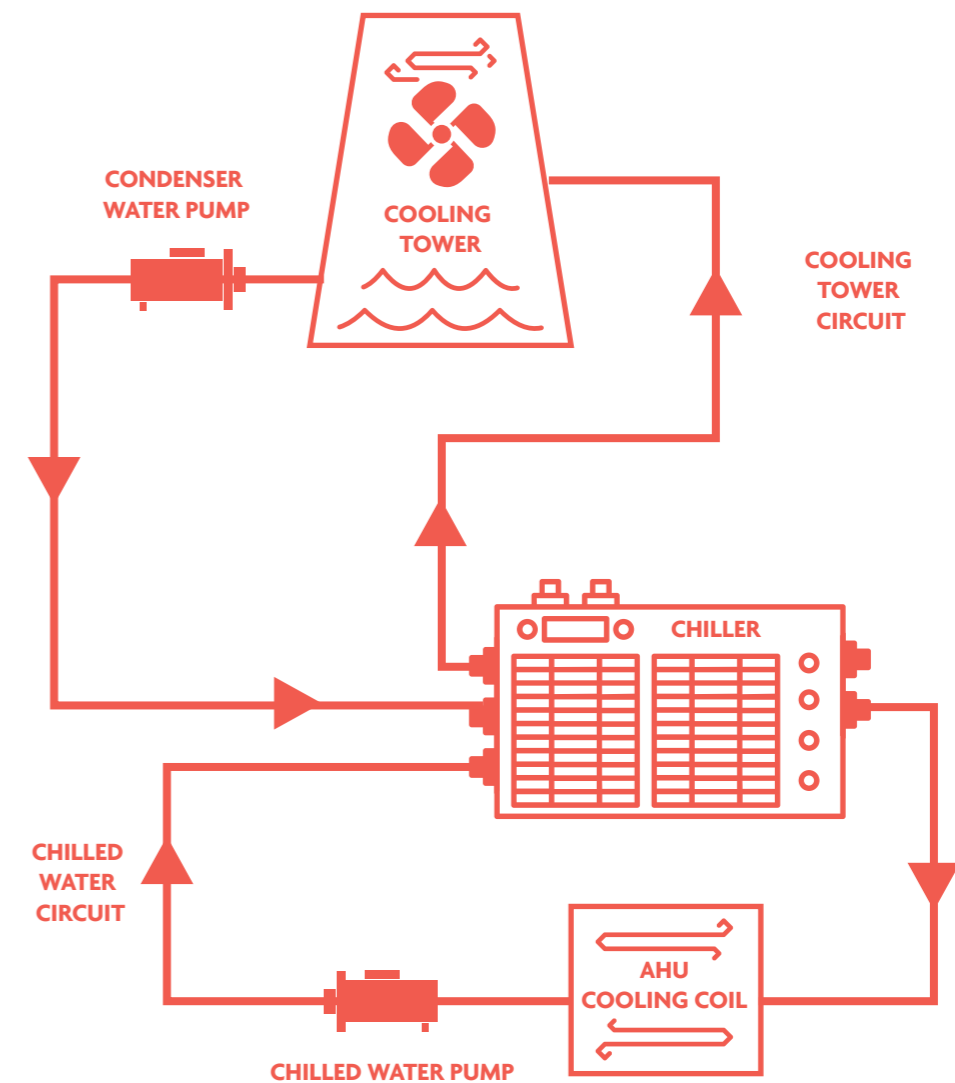 CONDENSER
WATER PUMP
COOLING
TOWER
COOLING
TOWER
CIRCUIT
CHILLER
CHILLED
WATER
CIRCUIT
AHU
COOLING COIL
CHILLED WATER PUMP